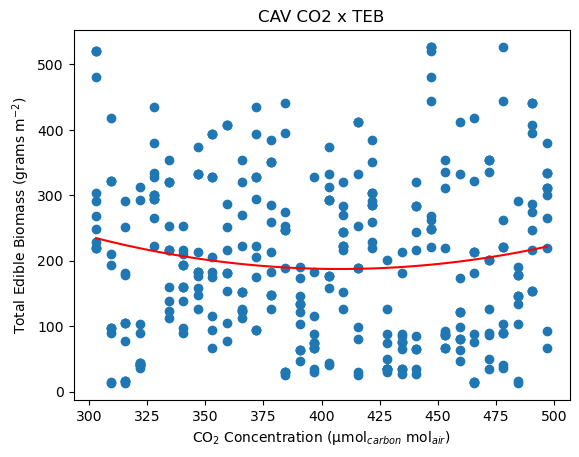 CAV CO2 x TEB
Total Edible Biomass (grams m⁻²)
500
400
300
200
100
0
300 325 350 375 400 425 450 475 500
CO₂ Concentration (μmol_carbon mol_air)